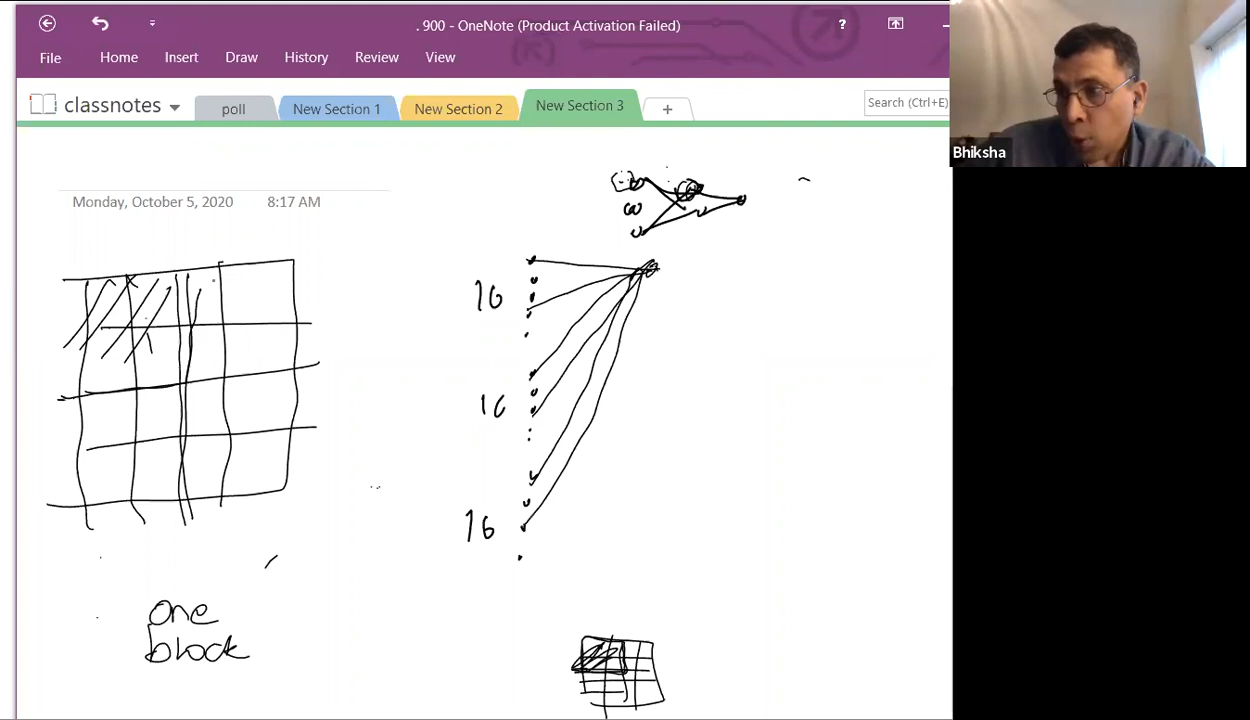 . 900 - OneNote (Product Activation Failed)
?
File Home Insert Draw History Review View
classnotes
poll
New Section 1
New Section 2
New Section 3
+
Search (Ctrl+E)
Bhiksha
Monday, October 5, 2020 8:17 AM
16
16
16
one
block